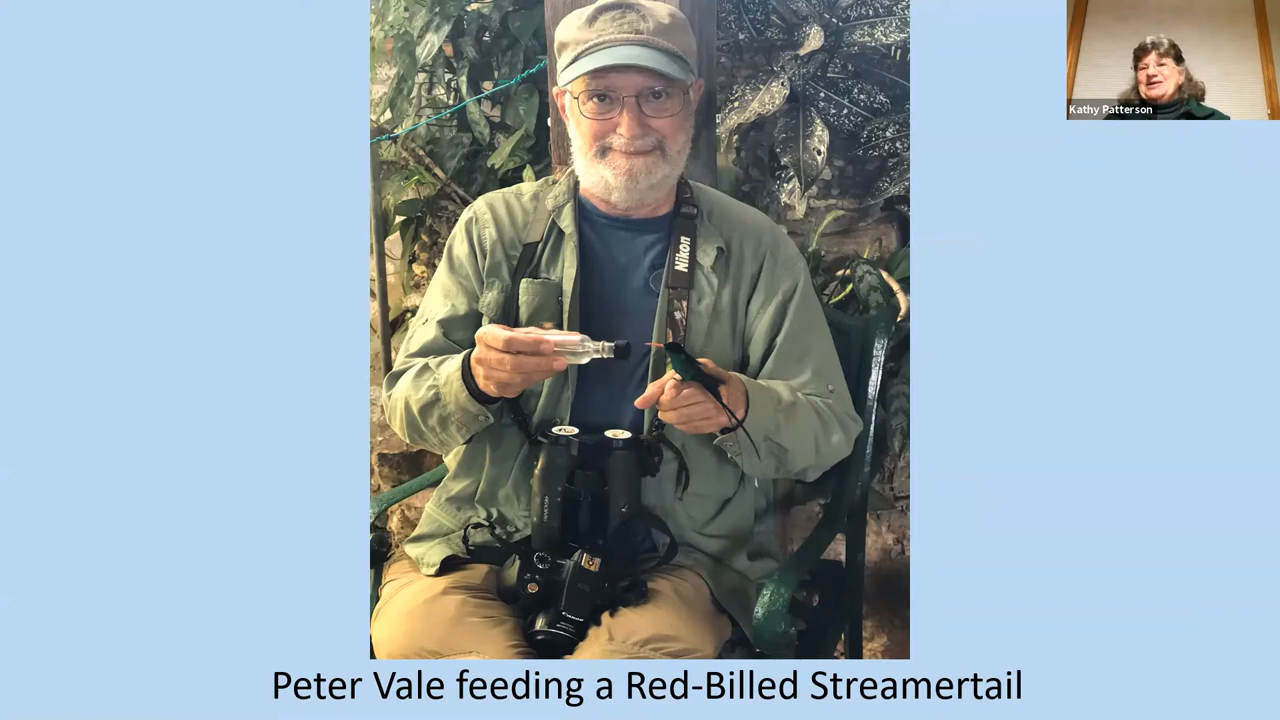 Kathy Patterson
Nikon
Canon
Peter Vale feeding a Red-Billed Streamertail